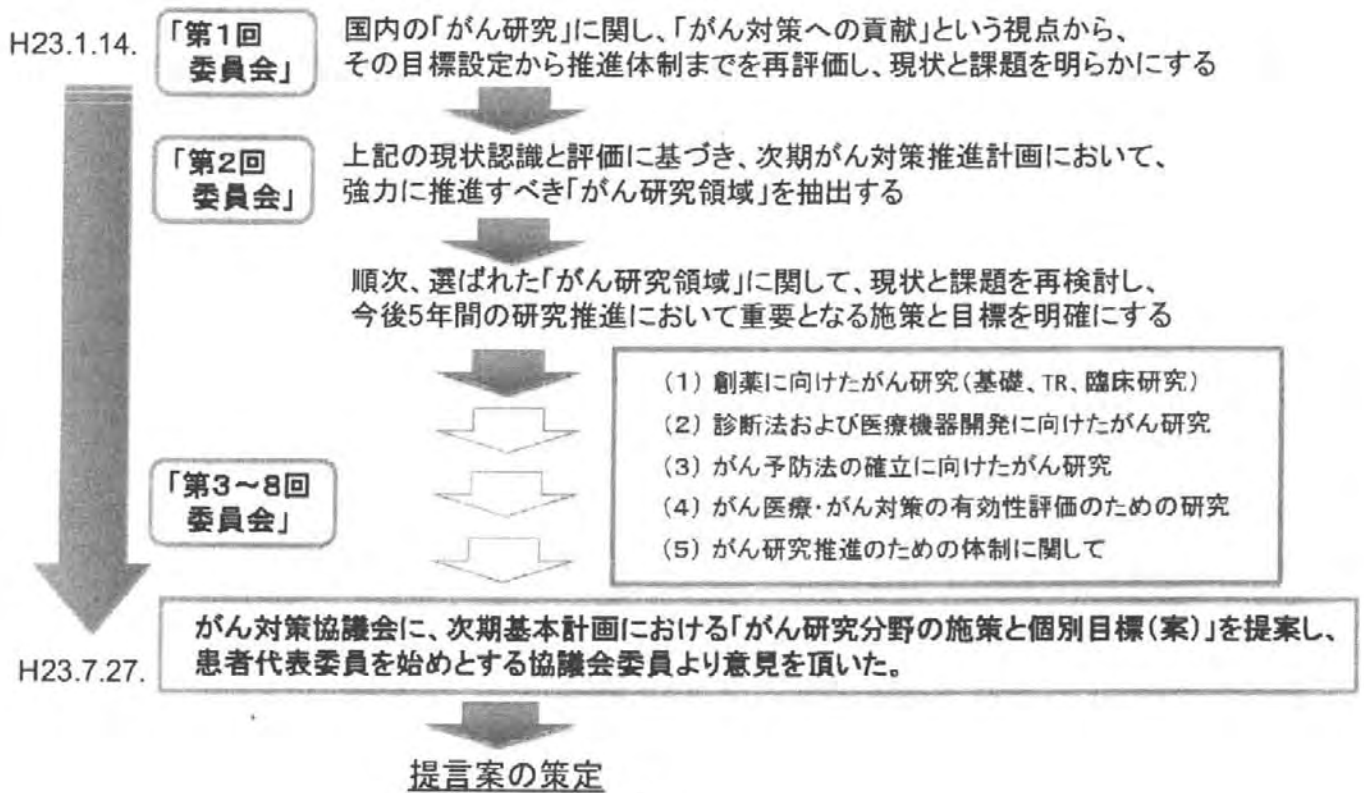 H23.1.14.
「第1回
委員会」
国内の「がん研究」に関し、「がん対策への貢献」という視点から、
その目標設定から推進体制までを再評価し、現状と課題を明らかにする
「第2回
委員会」
上記の現状認識と評価に基づき、次期がん対策推進計画において、
強力に推進すべき「がん研究領域」を抽出する
順次、選ばれた「がん研究領域」に関して、現状と課題を再検討し、
今後5年間の研究推進において重要となる施策と目標を明確にする
「第3~8回
委員会」
(1) 創薬に向けたがん研究(基礎、TR、臨床研究)
(2) 診断法および医療機器開発に向けたがん研究
(3) がん予防法の確立に向けたがん研究
(4) がん医療・がん対策の有効性評価のための研究
(5) がん研究推進のための体制に関して
H23.7.27.
がん対策協議会に、次期基本計画における「がん研究分野の施策と個別目標(案)」を提案し、
患者代表委員を始めとする協議会委員より意見を頂いた。
提言案の策定